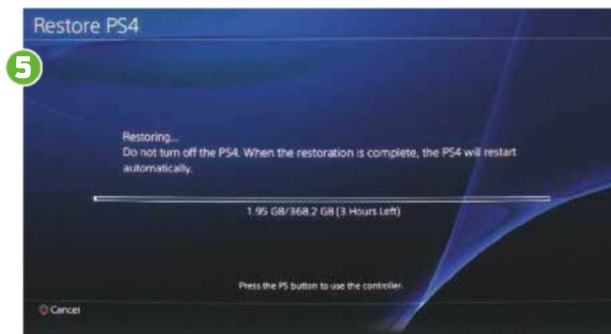 Restore PS4
5
Restoring...
Do not turn off the PS4. When the restoration is complete, the PS4 will restart
automatically.
1.95 GB/368.2 GB (3 Hours Left)
Press the PS button to use the controller.
Cancel